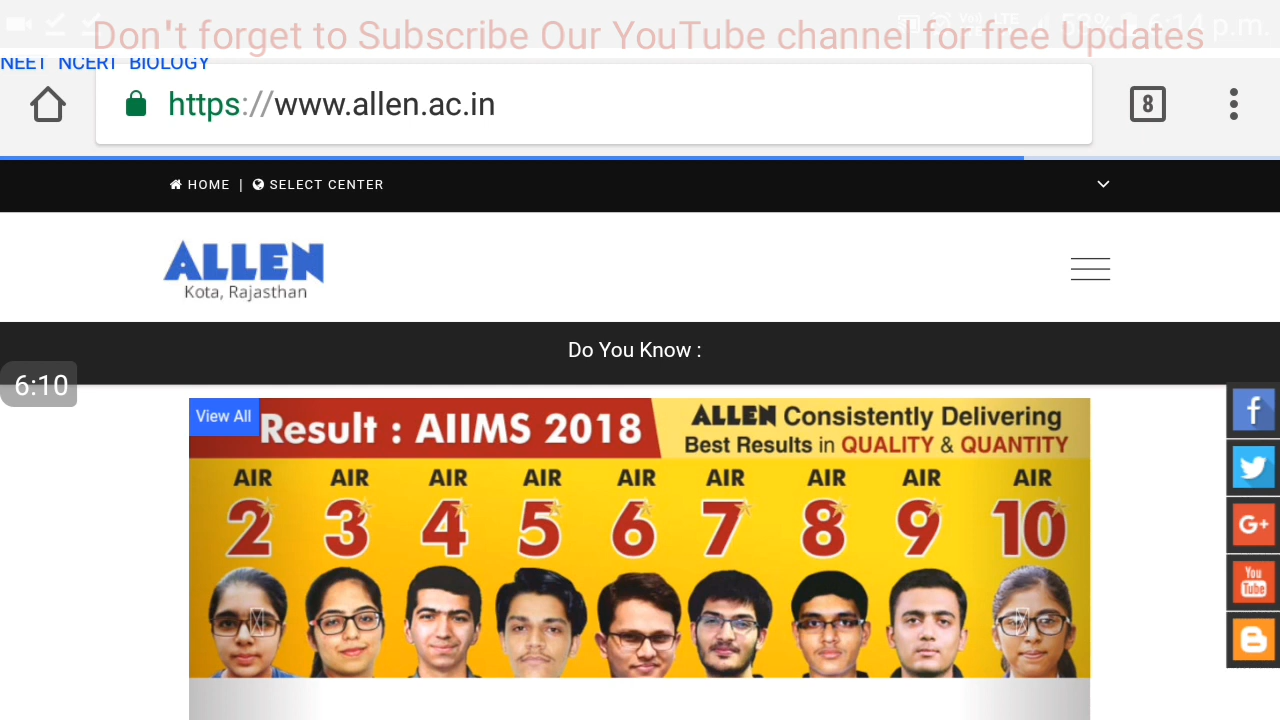 Don't forget to Subscribe Our YouTube channel for free Updates
LTE 6:14 p.m.
NEET NCERT BIOLOGY
https://www.allen.ac.in
8
HOME | SELECT CENTER
ALLEN
Kota, Rajasthan
Do You Know :
6:10
View All
Result : AIIMS 2018
ALLEN Consistently Delivering
Best Results in QUALITY & QUANTITY
AIR AIR AIR AIR AIR AIR AIR AIR AIR
2 3 4 5 6 7 8 9 10
f
G+
You
Tube
B